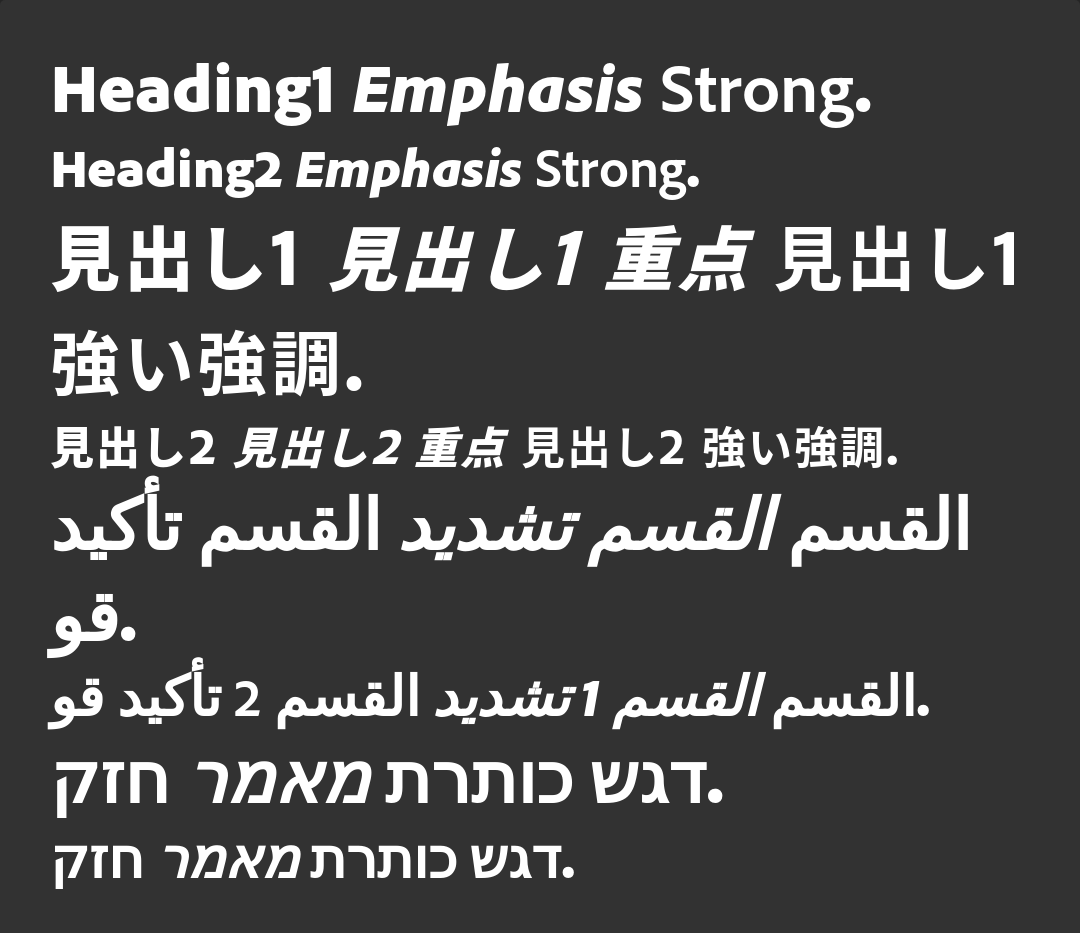 Heading1 Emphasis Strong.
Heading2 Emphasis Strong.
見出し1 見出し1 重点 見出し1
強い強調.
見出し2 見出し2 重点 見出し2 強い強調.
القسم القسم تشديد القسم تأكيد
قو.
القسم القسم 1تشديد القسم 2 تأكيد قو.
דגש כותרת מאמר חזק.
דגש כותרת מאמר חזק.